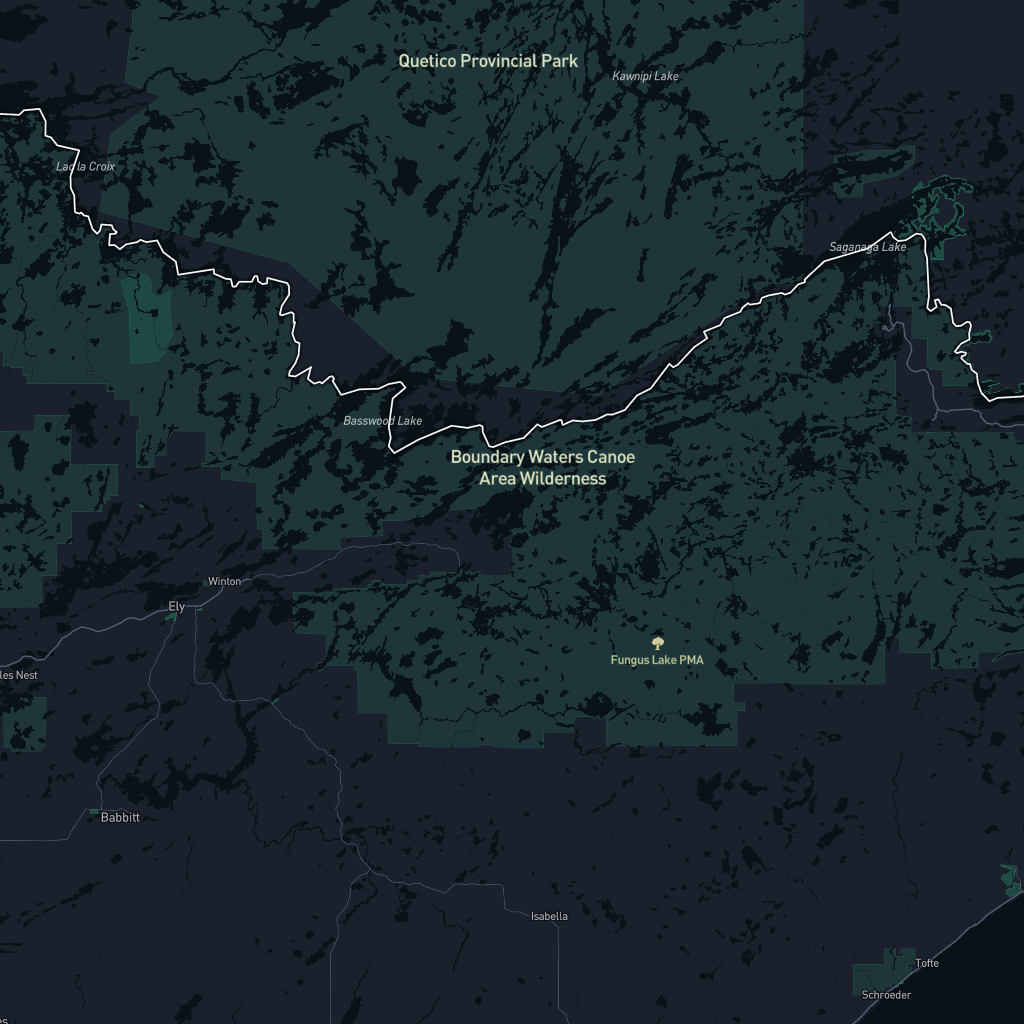 Quetico Provincial Park
Kawnipi Lake
Lac la Croix
Saganaga Lake
Basswood Lake
Boundary Waters Canoe
Area Wilderness
Winton
Ely
Fungus Lake PMA
les Nest
Babbitt
Isabella
Tofte
Schroeder